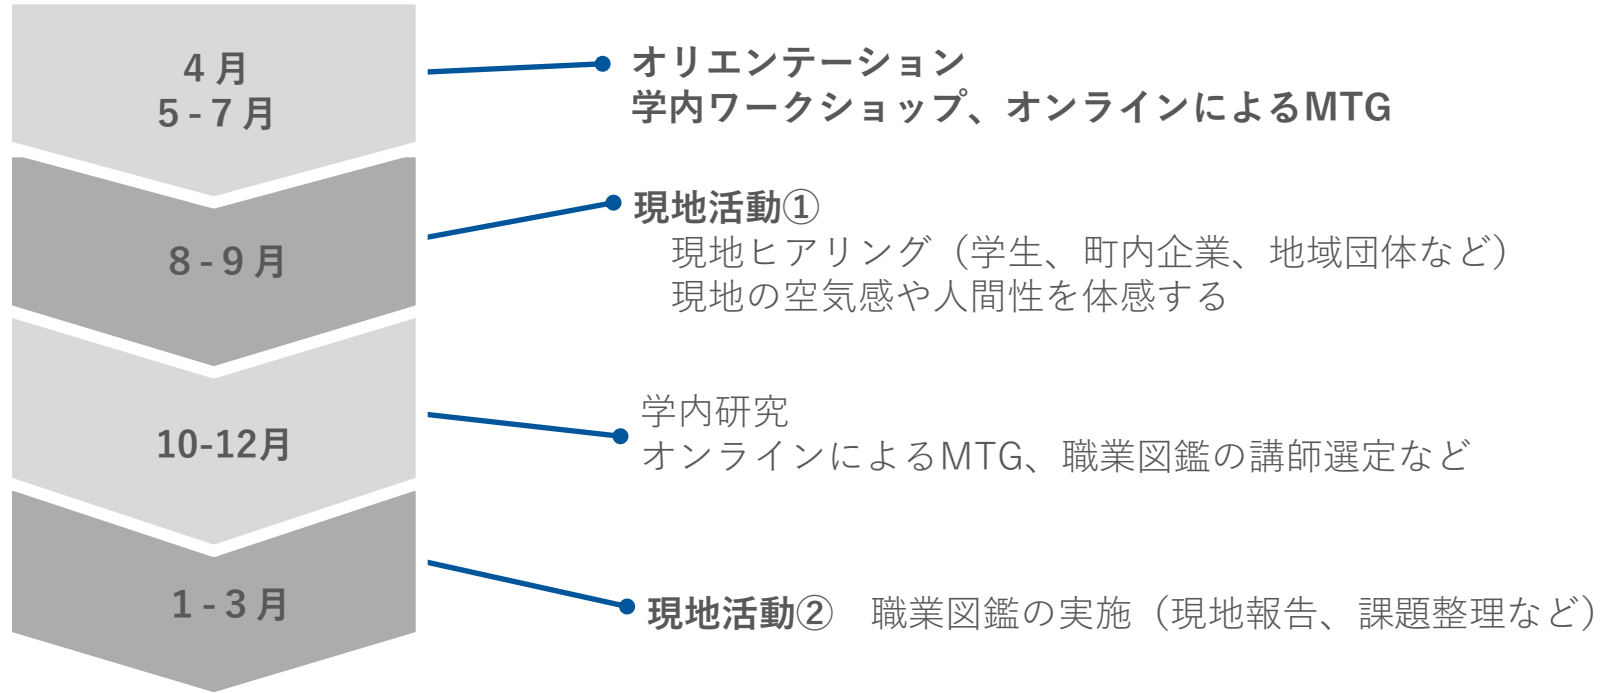 4 月
5 - 7 月
オリエンテーション
学内ワークショップ、オンラインによるMTG
8 - 9 月
現地活動①
現地ヒアリング（学生、町内企業、地域団体など）
現地の空気感や人間性を体感する
10-12月
学内研究
オンラインによるMTG、職業図鑑の講師選定など
1 - 3 月
現地活動②　職業図鑑の実施（現地報告、課題整理など）